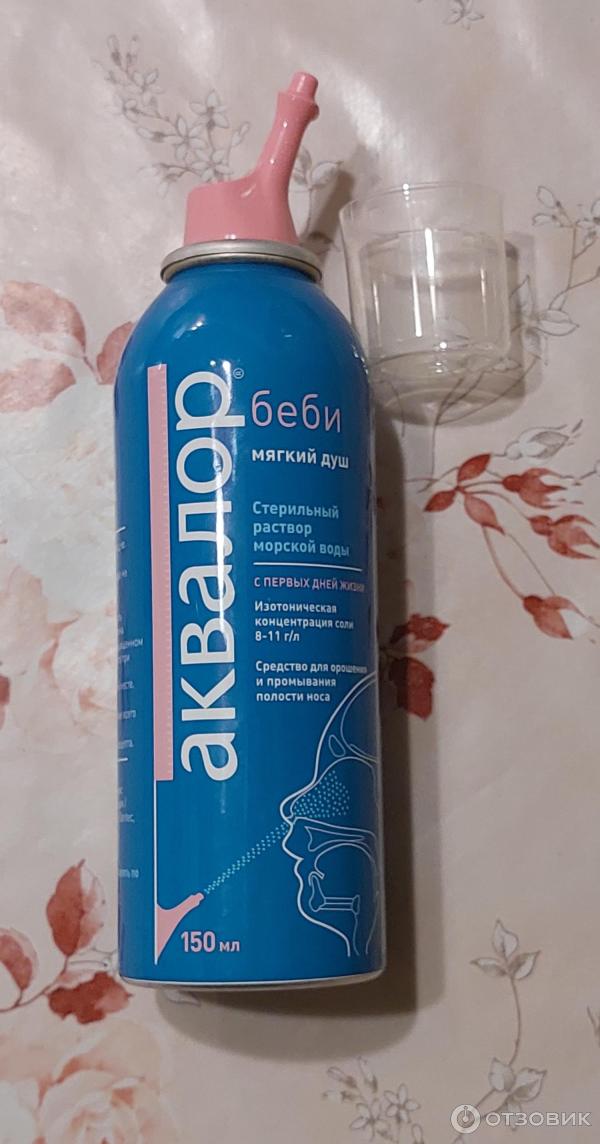 аквалор®
беби
мягкий душ
Стерильный
раствор
морской воды
С ПЕРВЫХ ДНЕЙ ЖИЗНИ
Изотоническая
концентрация соли
8-11 г/л
Средство для орошения
и промывания
полости носа
150 мл
ОТЗОВИК